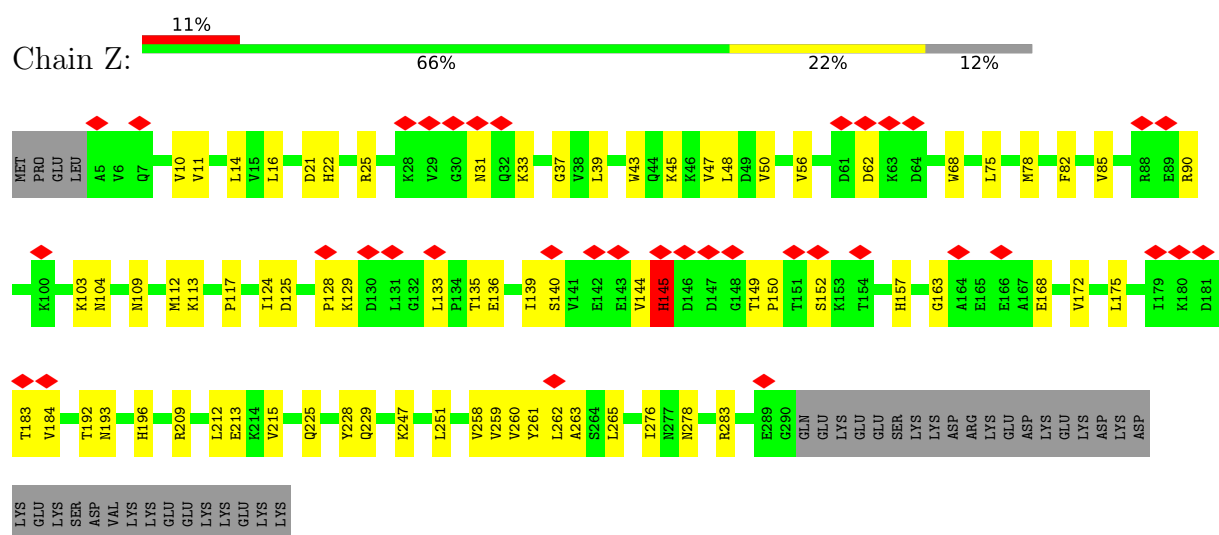 11%
Chain Z:
66% 22% 12%
MET PRO GLU LEU A5 V6 Q7 V10 V11 L14 V15 L16 D21 H22 R25 K28 V29 G30 N31 Q32 K33 G37 V38 L39 W43 Q44 K45 K46 V47 L48 D49 V50 V56 D61 D62 K63 D64 W68 L75 M78 F82 V85 R88 E89 R90
K100 K103 N104 N109 M112 K113 P117 I124 D125 P128 K129 D130 L131 G132 L133 P134 T135 E136 I139 S140 V141 E142 E143 V144 H145 D146 D147 G148 T149 P150 T151 S152 K153 T154 H157 G163 A164 E165 E166 A167 E168 V172 L175 I179 K180 D181
T183 V184 T192 N193 H196 R209 L212 E213 K214 V215 Q225 Y228 Q229 K247 L251 V258 V259 V260 Y261 L262 A263 S264 L265 I276 N277 N278 R283 E289 G290 GLN GLU LYS GLU GLU SER LYS LYS ASP ARG LYS GLU ASP LYS GLU LYS ASP LYS ASP
LYS GLU LYS SER ASP VAL LYS LYS GLU GLU LYS LYS GLU LYS LYS